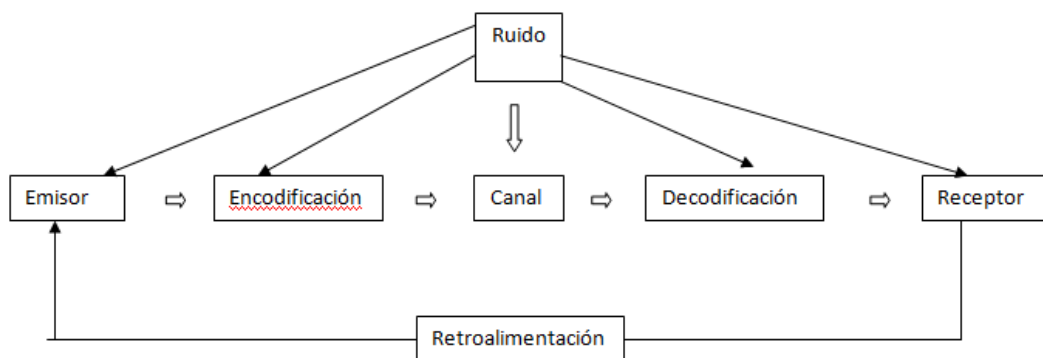 Ruido
Emisor
Encodificación
Canal
Decodificación
Receptor
Retroalimentación